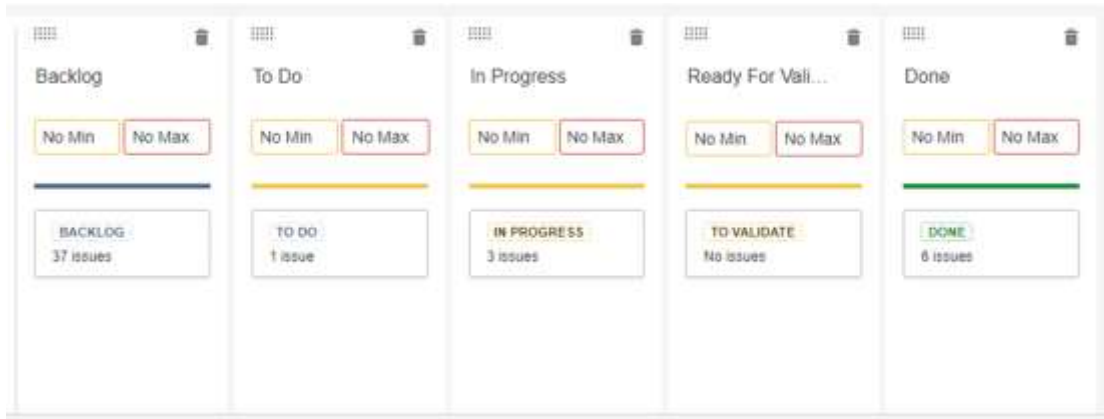 Backlog
To Do
In Progress
Ready For Vali...
Done
No Min No Max
No Min No Max
No Min No Max
No Min No Max
No Min No Max
BACKLOG
37 issues
TO DO
1 issue
IN PROGRESS
3 issues
TO VALIDATE
No issues
DONE
6 issues